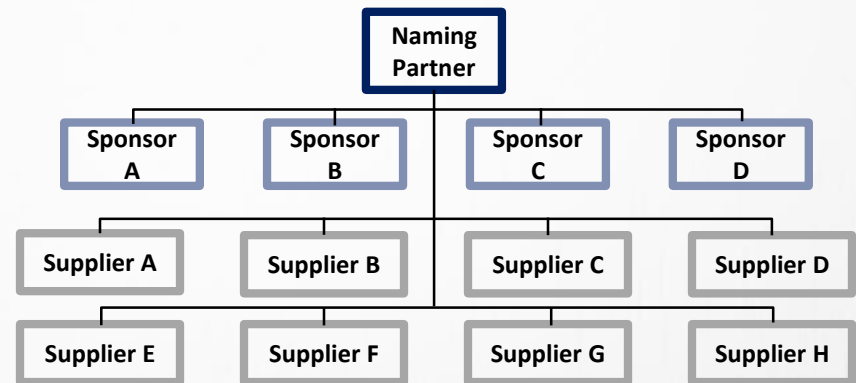 Naming
Partner
Sponsor
A
Sponsor
B
Sponsor
C
Sponsor
D
Supplier A
Supplier B
Supplier C
Supplier D
Supplier E
Supplier F
Supplier G
Supplier H